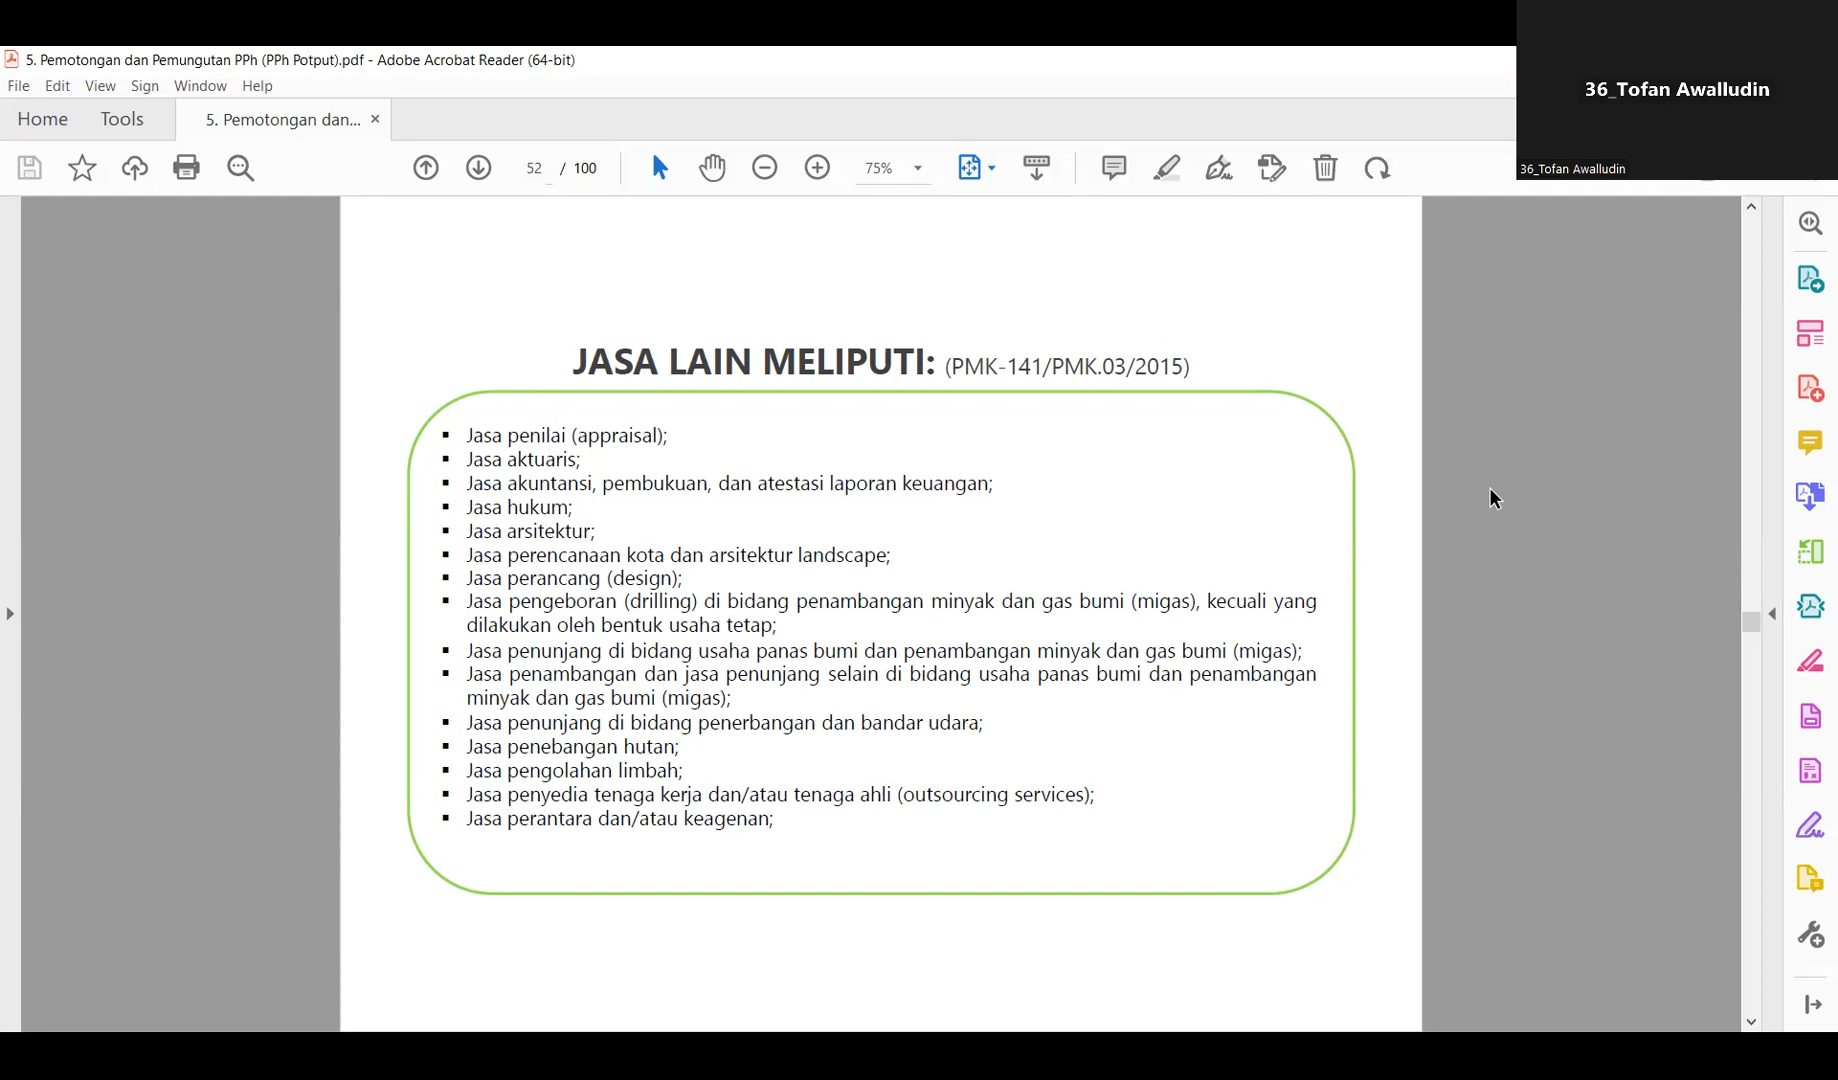 5. Pemotongan dan Pemungutan PPh (PPh Potput).pdf - Adobe Acrobat Reader (64-bit)
File Edit View Sign Window Help
Home Tools 5. Pemotongan dan... ×
52 / 100 75%
36_Tofan Awalludin
36_Tofan Awalludin
JASA LAIN MELIPUTI: (PMK-141/PMK.03/2015)
▪ Jasa penilai (appraisal);
▪ Jasa aktuaris;
▪ Jasa akuntansi, pembukuan, dan atestasi laporan keuangan;
▪ Jasa hukum;
▪ Jasa arsitektur;
▪ Jasa perencanaan kota dan arsitektur landscape;
▪ Jasa perancang (design);
▪ Jasa pengeboran (drilling) di bidang penambangan minyak dan gas bumi (migas), kecuali yang
dilakukan oleh bentuk usaha tetap;
▪ Jasa penunjang di bidang usaha panas bumi dan penambangan minyak dan gas bumi (migas);
▪ Jasa penambangan dan jasa penunjang selain di bidang usaha panas bumi dan penambangan
minyak dan gas bumi (migas);
▪ Jasa penunjang di bidang penerbangan dan bandar udara;
▪ Jasa penebangan hutan;
▪ Jasa pengolahan limbah;
▪ Jasa penyedia tenaga kerja dan/atau tenaga ahli (outsourcing services);
▪ Jasa perantara dan/atau keagenan;